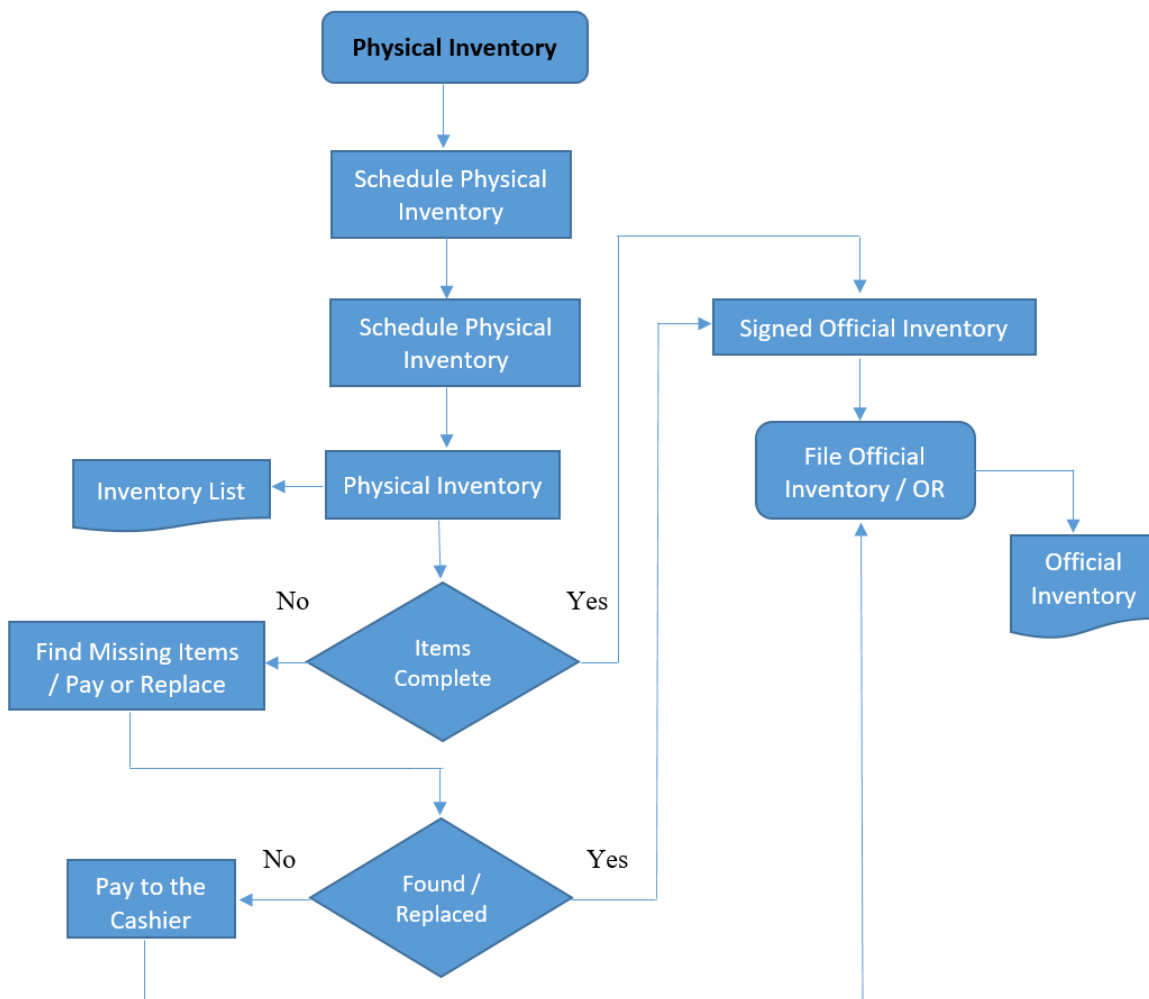 Physical Inventory
Schedule Physical
Inventory
Schedule Physical
Inventory
Signed Official Inventory
Physical Inventory
Inventory List
File Official
Inventory / OR
Official
Inventory
No
Yes
Items
Complete
Find Missing Items
/ Pay or Replace
No
Yes
Found /
Replaced
Pay to the
Cashier